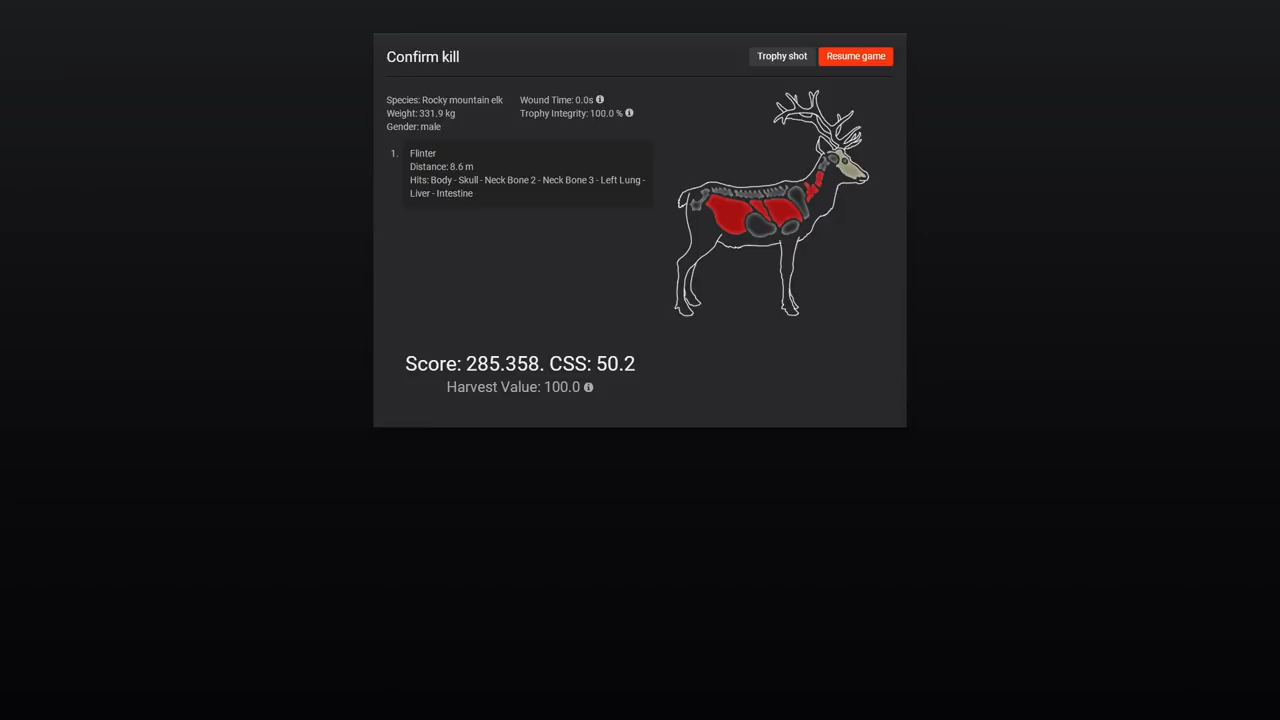 Confirm kill
Trophy shot
Resume game
Species: Rocky mountain elk
Weight: 331.9 kg
Gender: male
Wound Time: 0.0s
Trophy Integrity: 100.0 %
1.
Flinter
Distance: 8.6 m
Hits: Body - Skull - Neck Bone 2 - Neck Bone 3 - Left Lung -
Liver - Intestine
Score: 285.358. CSS: 50.2
Harvest Value: 100.0